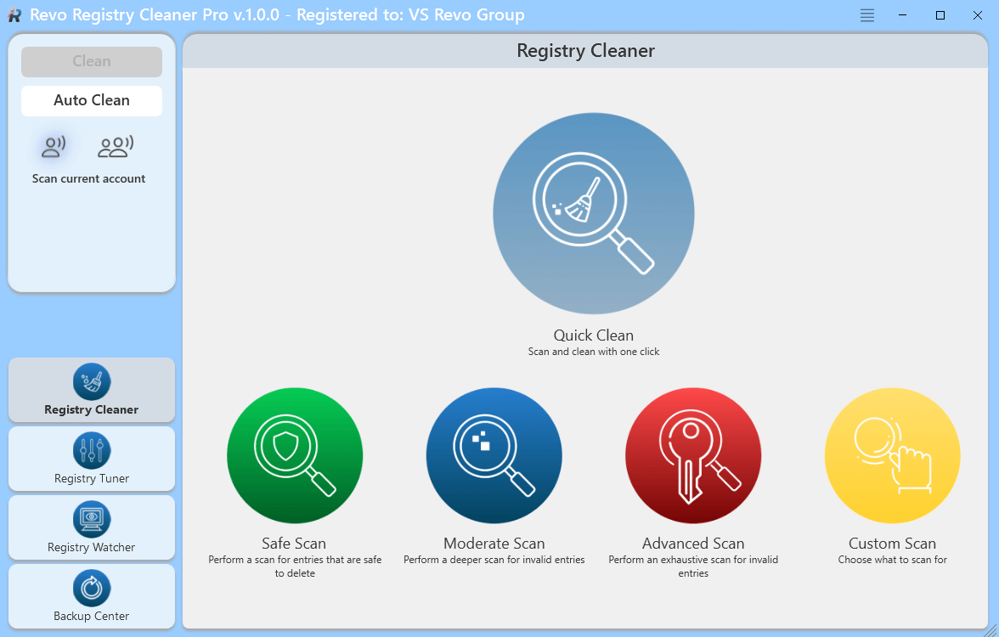 Revo Registry Cleaner Pro v.1.0.0 - Registered to: VS Revo Group
Clean
Auto Clean
Scan current account
Registry Cleaner
Registry Tuner
Registry Watcher
Backup Center
Registry Cleaner
Quick Clean
Scan and clean with one click
Safe Scan
Perform a scan for entries that are safe
to delete
Moderate Scan
Perform a deeper scan for invalid entries
Advanced Scan
Perform an exhaustive scan for invalid
entries
Custom Scan
Choose what to scan for